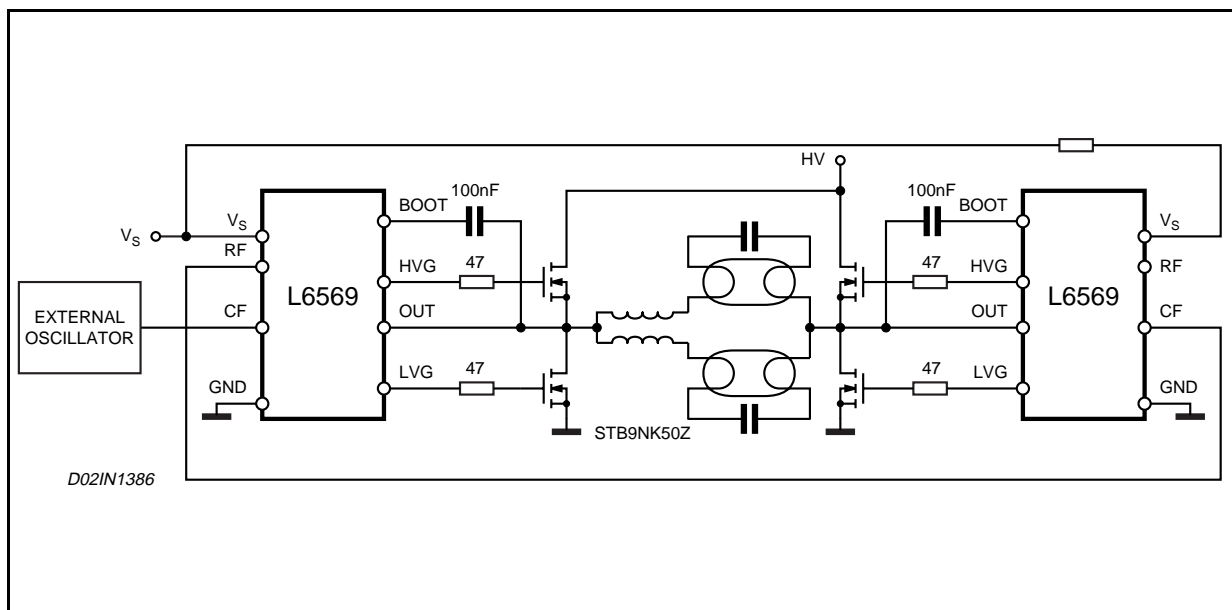 HV
100nF
BOOT
V_S
V_S
RF
HVG
47
L6569
CF
OUT
EXTERNAL
OSCILLATOR
LVG
47
GND
STB9NK50Z
100nF
BOOT
V_S
47
HVG
RF
L6569
OUT
CF
47
LVG
GND
D02IN1386